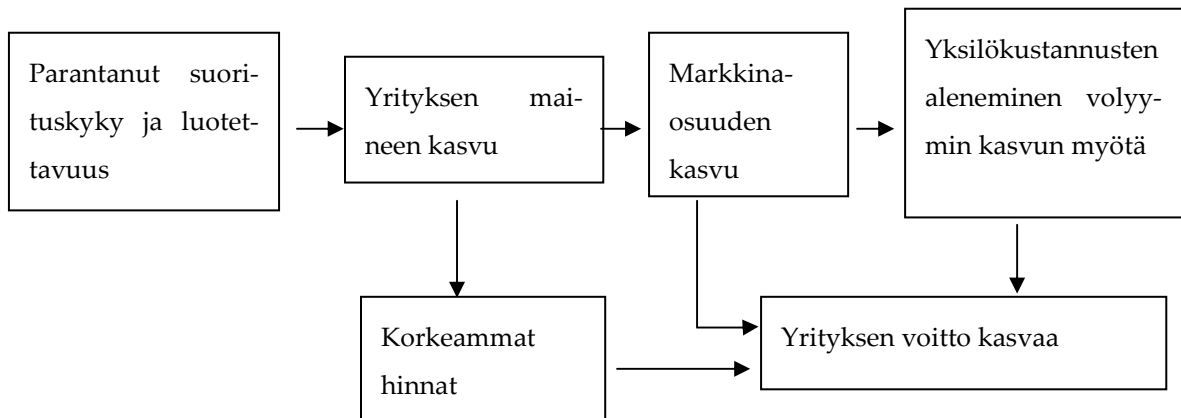 Parantanut suori-
tuskyky ja luotet-
tavuus
Yrityksen mai-
neen kasvu
Markkina-
osuuden
kasvu
Yksilökustannusten
aleneminen volyy-
min kasvun myötä
Korkeammat
hinnat
Yrityksen voitto kasvaa